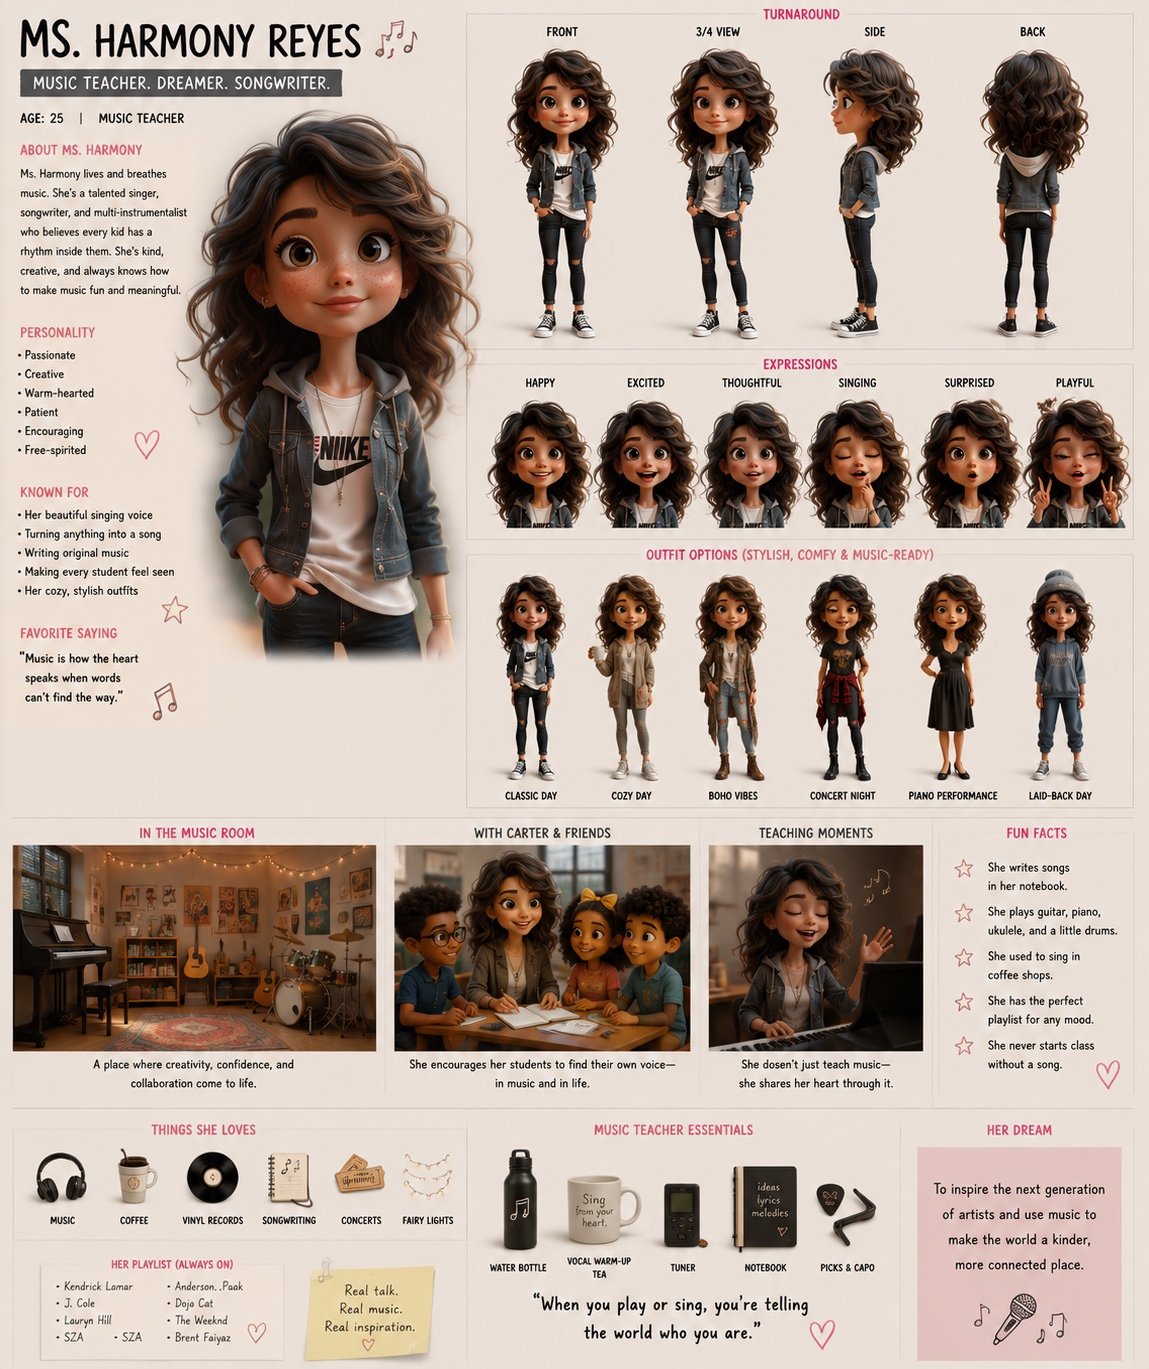 MS. HARMONY REYES
MUSIC TEACHER. DREAMER. SONGWRITER.
AGE: 25 | MUSIC TEACHER
ABOUT MS. HARMONY
Ms. Harmony lives and breathes
music. She's a talented singer,
songwriter, and multi-instrumentalist
who believes every kid has a
rhythm inside them. She's kind,
creative, and always knows how
to make music fun and meaningful.
PERSONALITY
• Passionate
• Creative
• Warm-hearted
• Patient
• Encouraging
• Free-spirited
KNOWN FOR
• Her beautiful singing voice
• Turning anything into a song
• Writing original music
• Making every student feel seen
• Her cozy, stylish outfits
FAVORITE SAYING
"Music is how the heart
speaks when words
can't find the way."
NIIKE
TURNAROUND
FRONT
3/4 VIEW
SIDE
BACK
EXPRESSIONS
HAPPY
EXCITED
THOUGHTFUL
SINGING
SURPRISED
PLAYFUL
OUTFIT OPTIONS (STYLISH, COMFY & MUSIC-READY)
CLASSIC DAY
COZY DAY
BOHO VIBES
CONCERT NIGHT
PIANO PERFORMANCE
LAID-BACK DAY
IN THE MUSIC ROOM
A place where creativity, confidence, and
collaboration come to life.
WITH CARTER & FRIENDS
She encourages her students to find their own voice—
in music and in life.
TEACHING MOMENTS
She dosen't just teach music—
she shares her heart through it.
FUN FACTS
She writes songs
in her notebook.
She plays guitar, piano,
ukulele, and a little drums.
She used to sing in
coffee shops.
She has the perfect
playlist for any mood.
She never starts class
without a song.
THINGS SHE LOVES
MUSIC
COFFEE
VINYL RECORDS
SONGWRITING
CONCERTS
FAIRY LIGHTS
HER PLAYLIST (ALWAYS ON)
• Kendrick Lamar
• J. Cole
• Lauryn Hill
• SZA • SZA
• Anderson..Paak
• Doja Cat
• The Weeknd
• Brent Faiyaz
Real talk.
Real music.
Real inspiration.
MUSIC TEACHER ESSENTIALS
Sing
from your
heart.
ideas
lyrics
melodies
WATER BOTTLE
VOCAL WARM-UP
TEA
TUNER
NOTEBOOK
PICKS & CAPO
"When you play or sing, you're telling
the world who you are."
HER DREAM
To inspire the next generation
of artists and use music to
make the world a kinder,
more connected place.